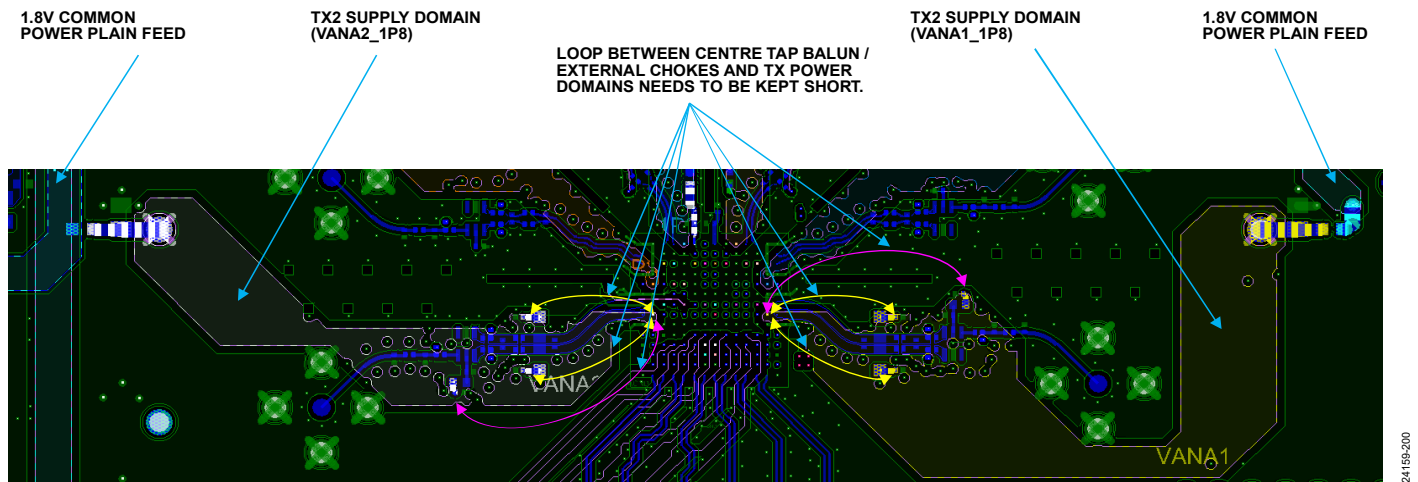 1.8V COMMON
POWER PLAIN FEED
TX2 SUPPLY DOMAIN
(VANA2_1P8)
LOOP BETWEEN CENTRE TAP BALUN /
EXTERNAL CHOKES AND TX POWER
DOMAINS NEEDS TO BE KEPT SHORT.
TX2 SUPPLY DOMAIN
(VANA1_1P8)
1.8V COMMON
POWER PLAIN FEED
VANA2
VANA1
24159-200